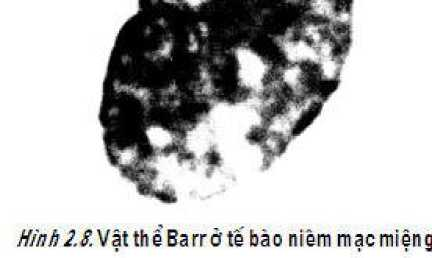 Hình 2.8. Vật thể Barr ở tế bào niêm mạc miệng